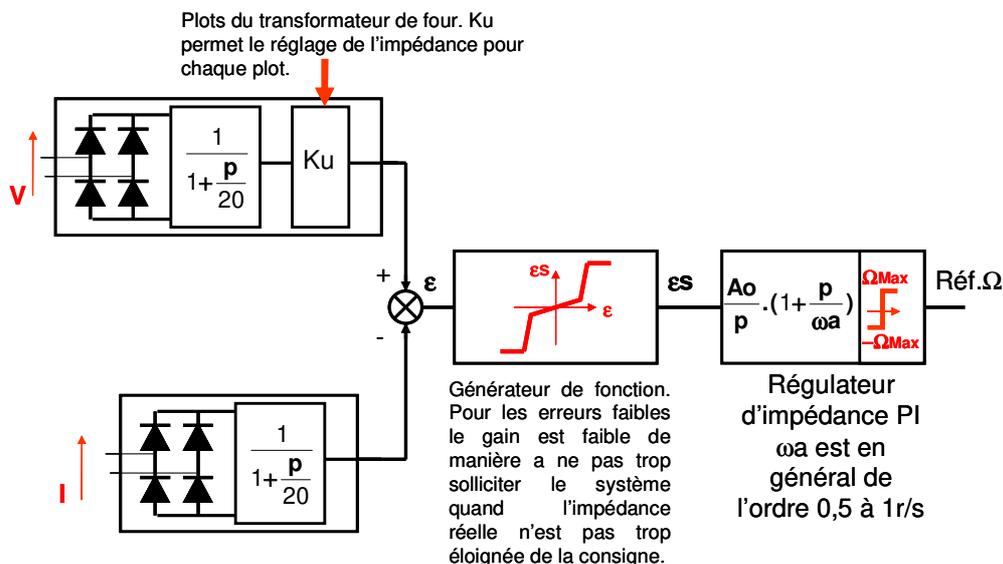 Plots du transformateur de four. Ku
permet le réglage de l'impédance pour
chaque plot.
V
1
1+ p
20
Ku
+
-
ε
εs
ε
εs
Ao
p
.(1+ p
ωa
)
ΩMax
–ΩMax
Réf.Ω
I
1
1+ p
20
Générateur de fonction.
Pour les erreurs faibles
le gain est faible de
manière a ne pas trop
solliciter le système
quand l'impédance
réelle n'est pas trop
éloignée de la consigne.
Régulateur
d'impédance PI
ωa est en
général de
l'ordre 0,5 à 1r/s